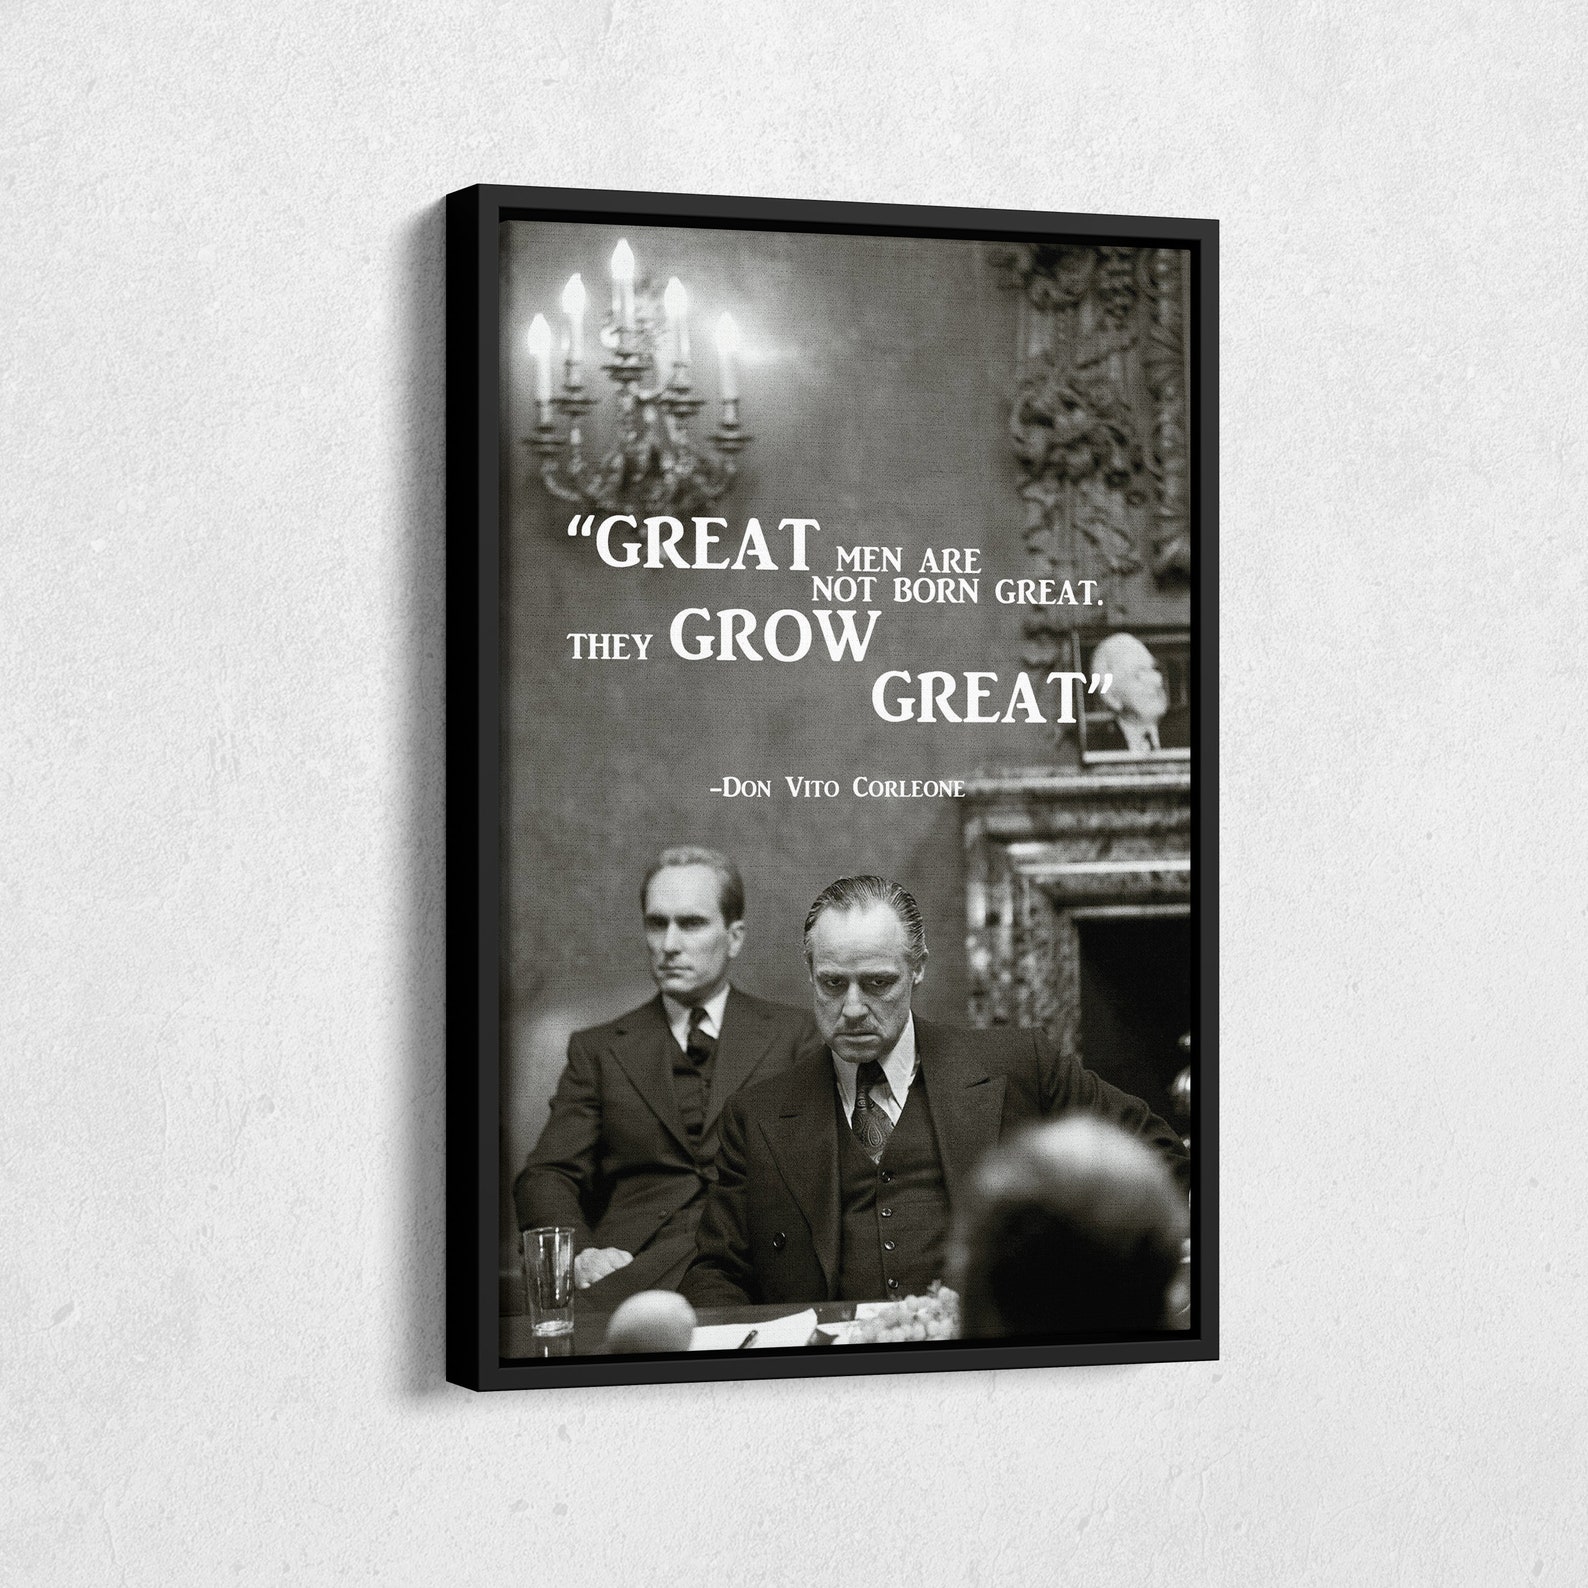 “GREAT MEN ARE
NOT BORN GREAT.
THEY GROW
GREAT”
-DON VITO CORLEONE